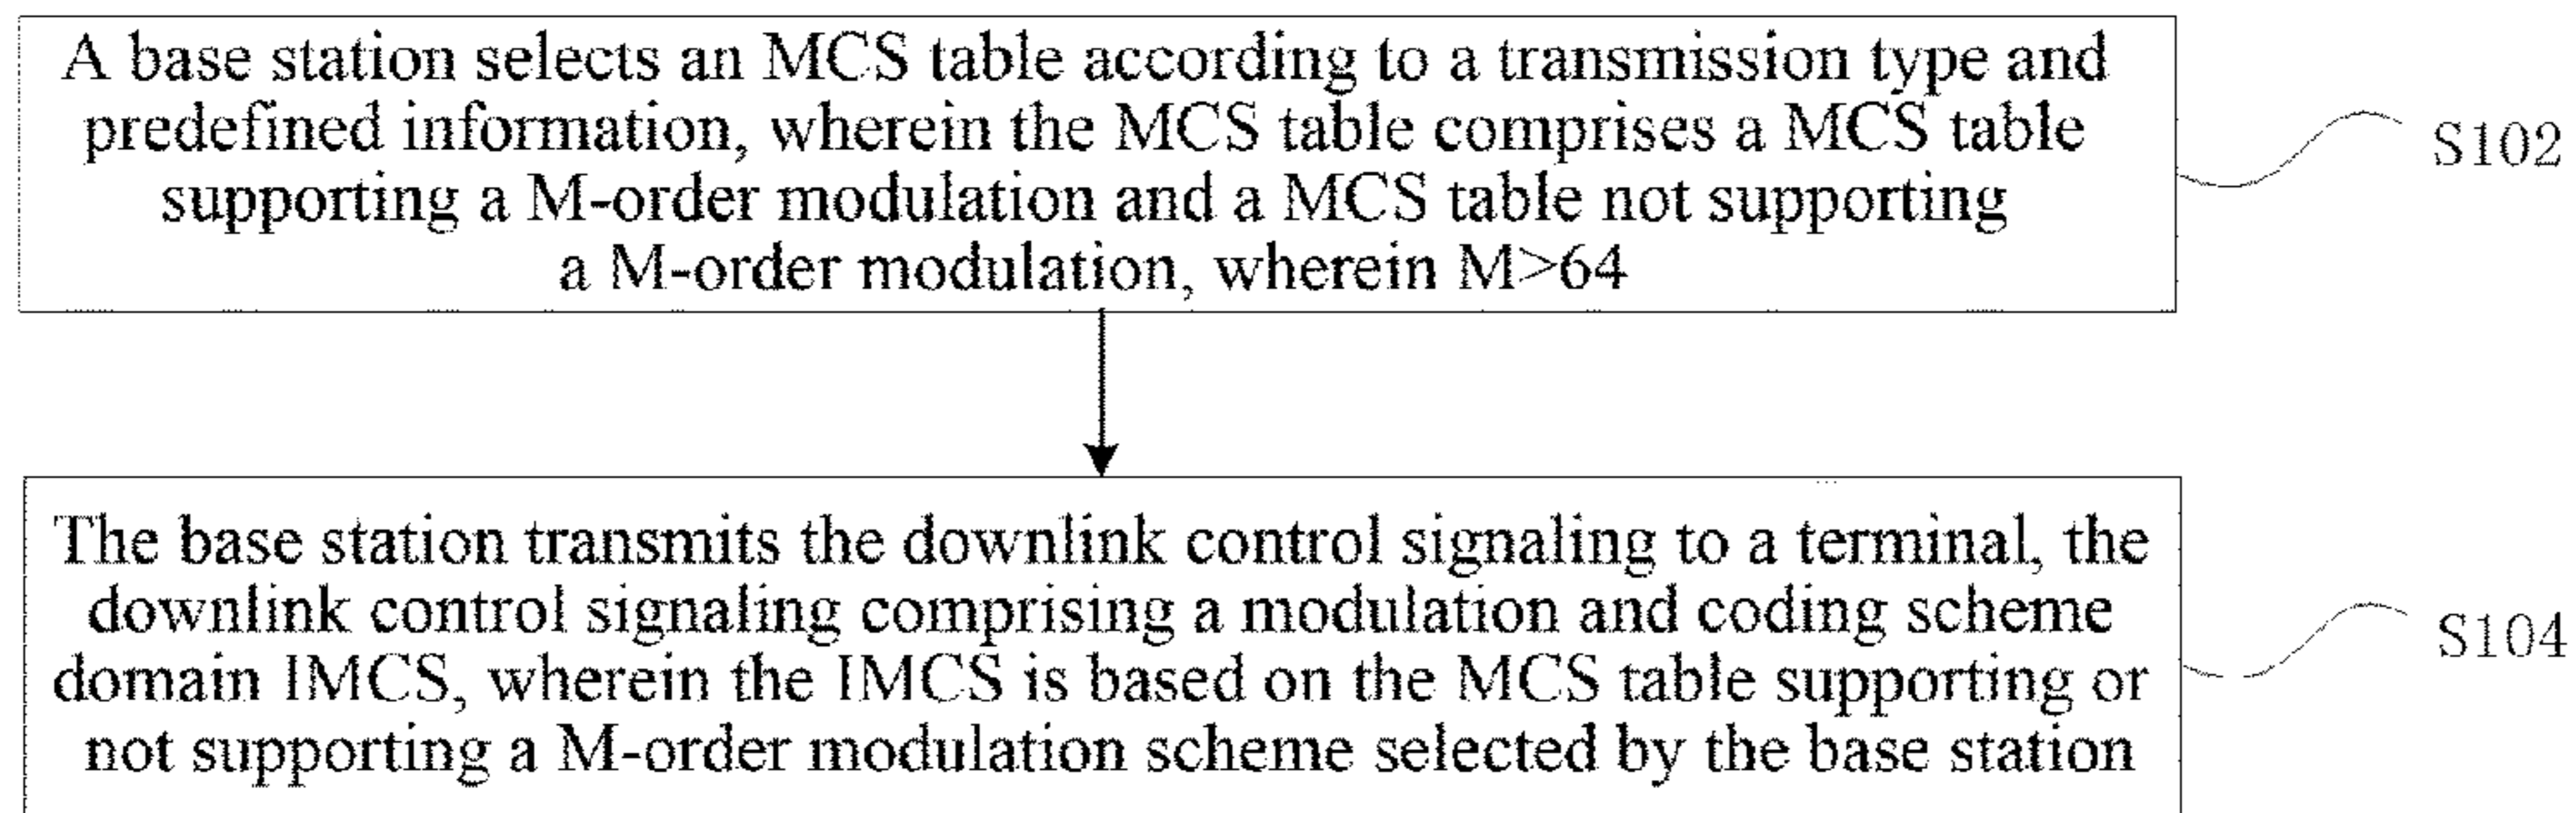 A base station selects an MCS table according to a transmission type and
predefined information, wherein the MCS table comprises a MCS table
supporting a M-order modulation and a MCS table not supporting
a M-order modulation, wherein M>64
S102
The base station transmits the downlink control signaling to a terminal, the
downlink control signaling comprising a modulation and coding scheme
domain IMCS, wherein the IMCS is based on the MCS table supporting or
not supporting a M-order modulation scheme selected by the base station
S104